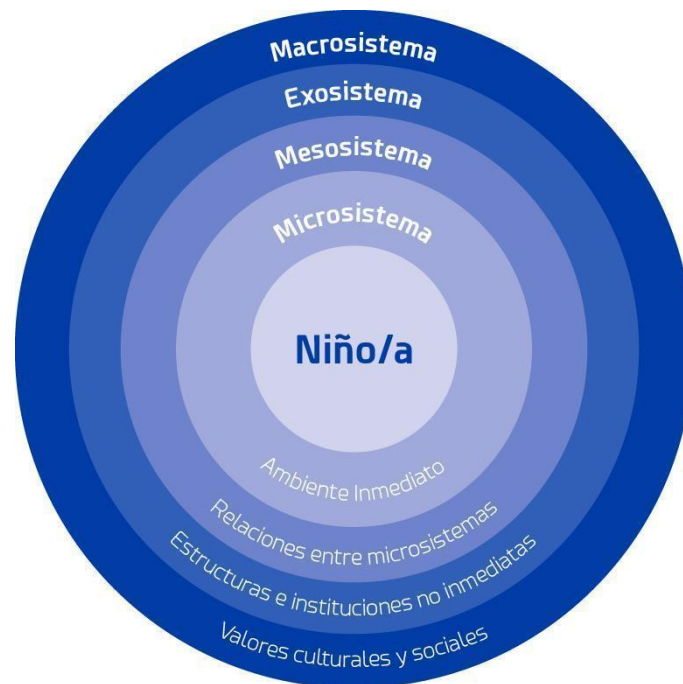 Macrosistema
Exosistema
Mesosistema
Microsistema
Niño/a
Ambiente Inmediato
Relaciones entre microsistemas
Estructuras e instituciones no inmediatas
Valores culturales y sociales